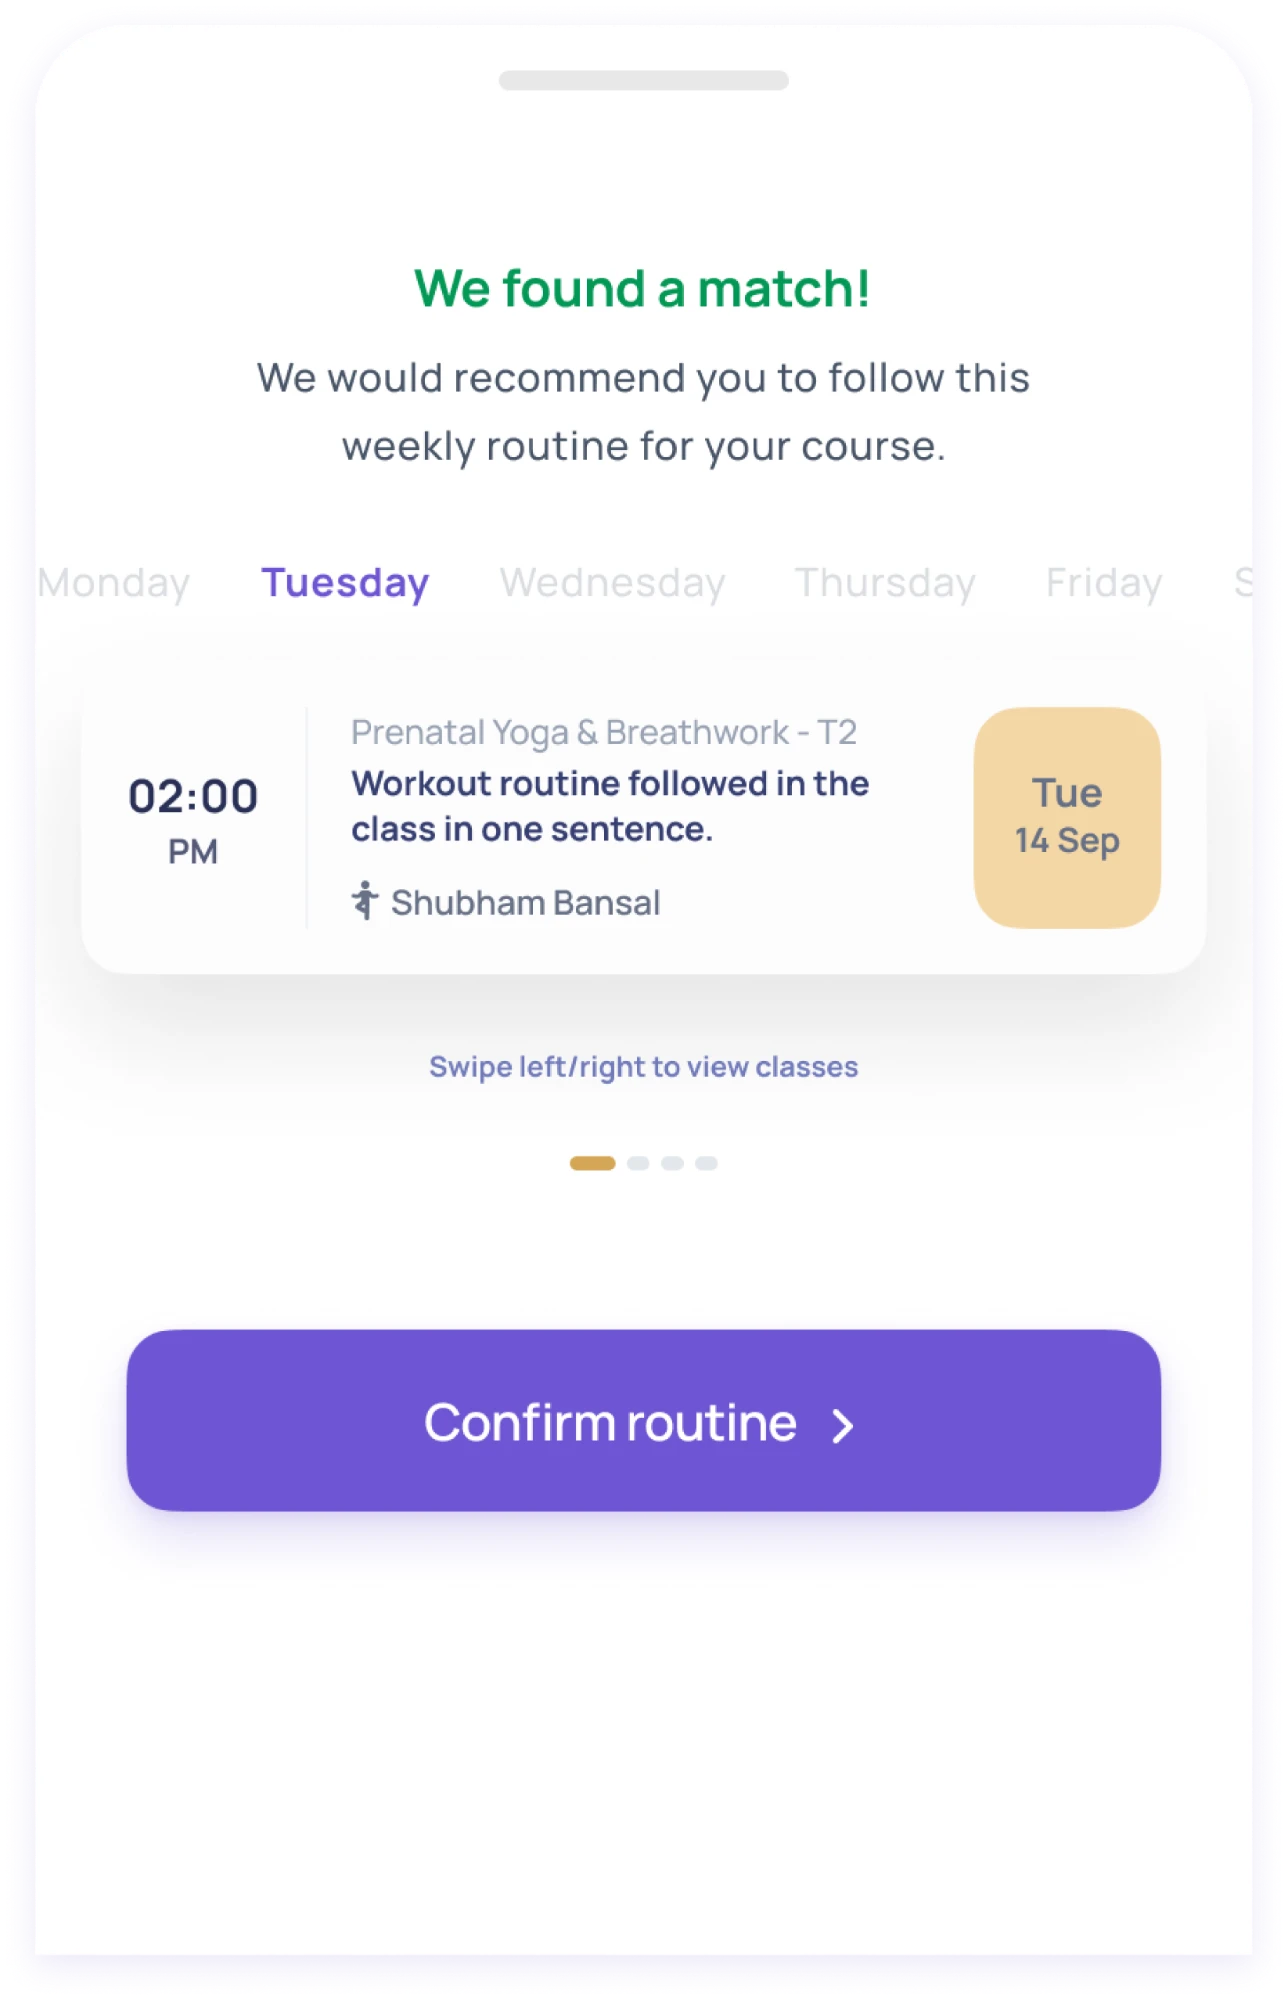 We found a match!
We would recommend you to follow this
weekly routine for your course.
Monday Tuesday Wednesday Thursday Friday S
02:00
PM
Prenatal Yoga & Breathwork - T2
Workout routine followed in the
class in one sentence.
Shubham Bansal
Tue
14 Sep
Swipe left/right to view classes
Confirm routine